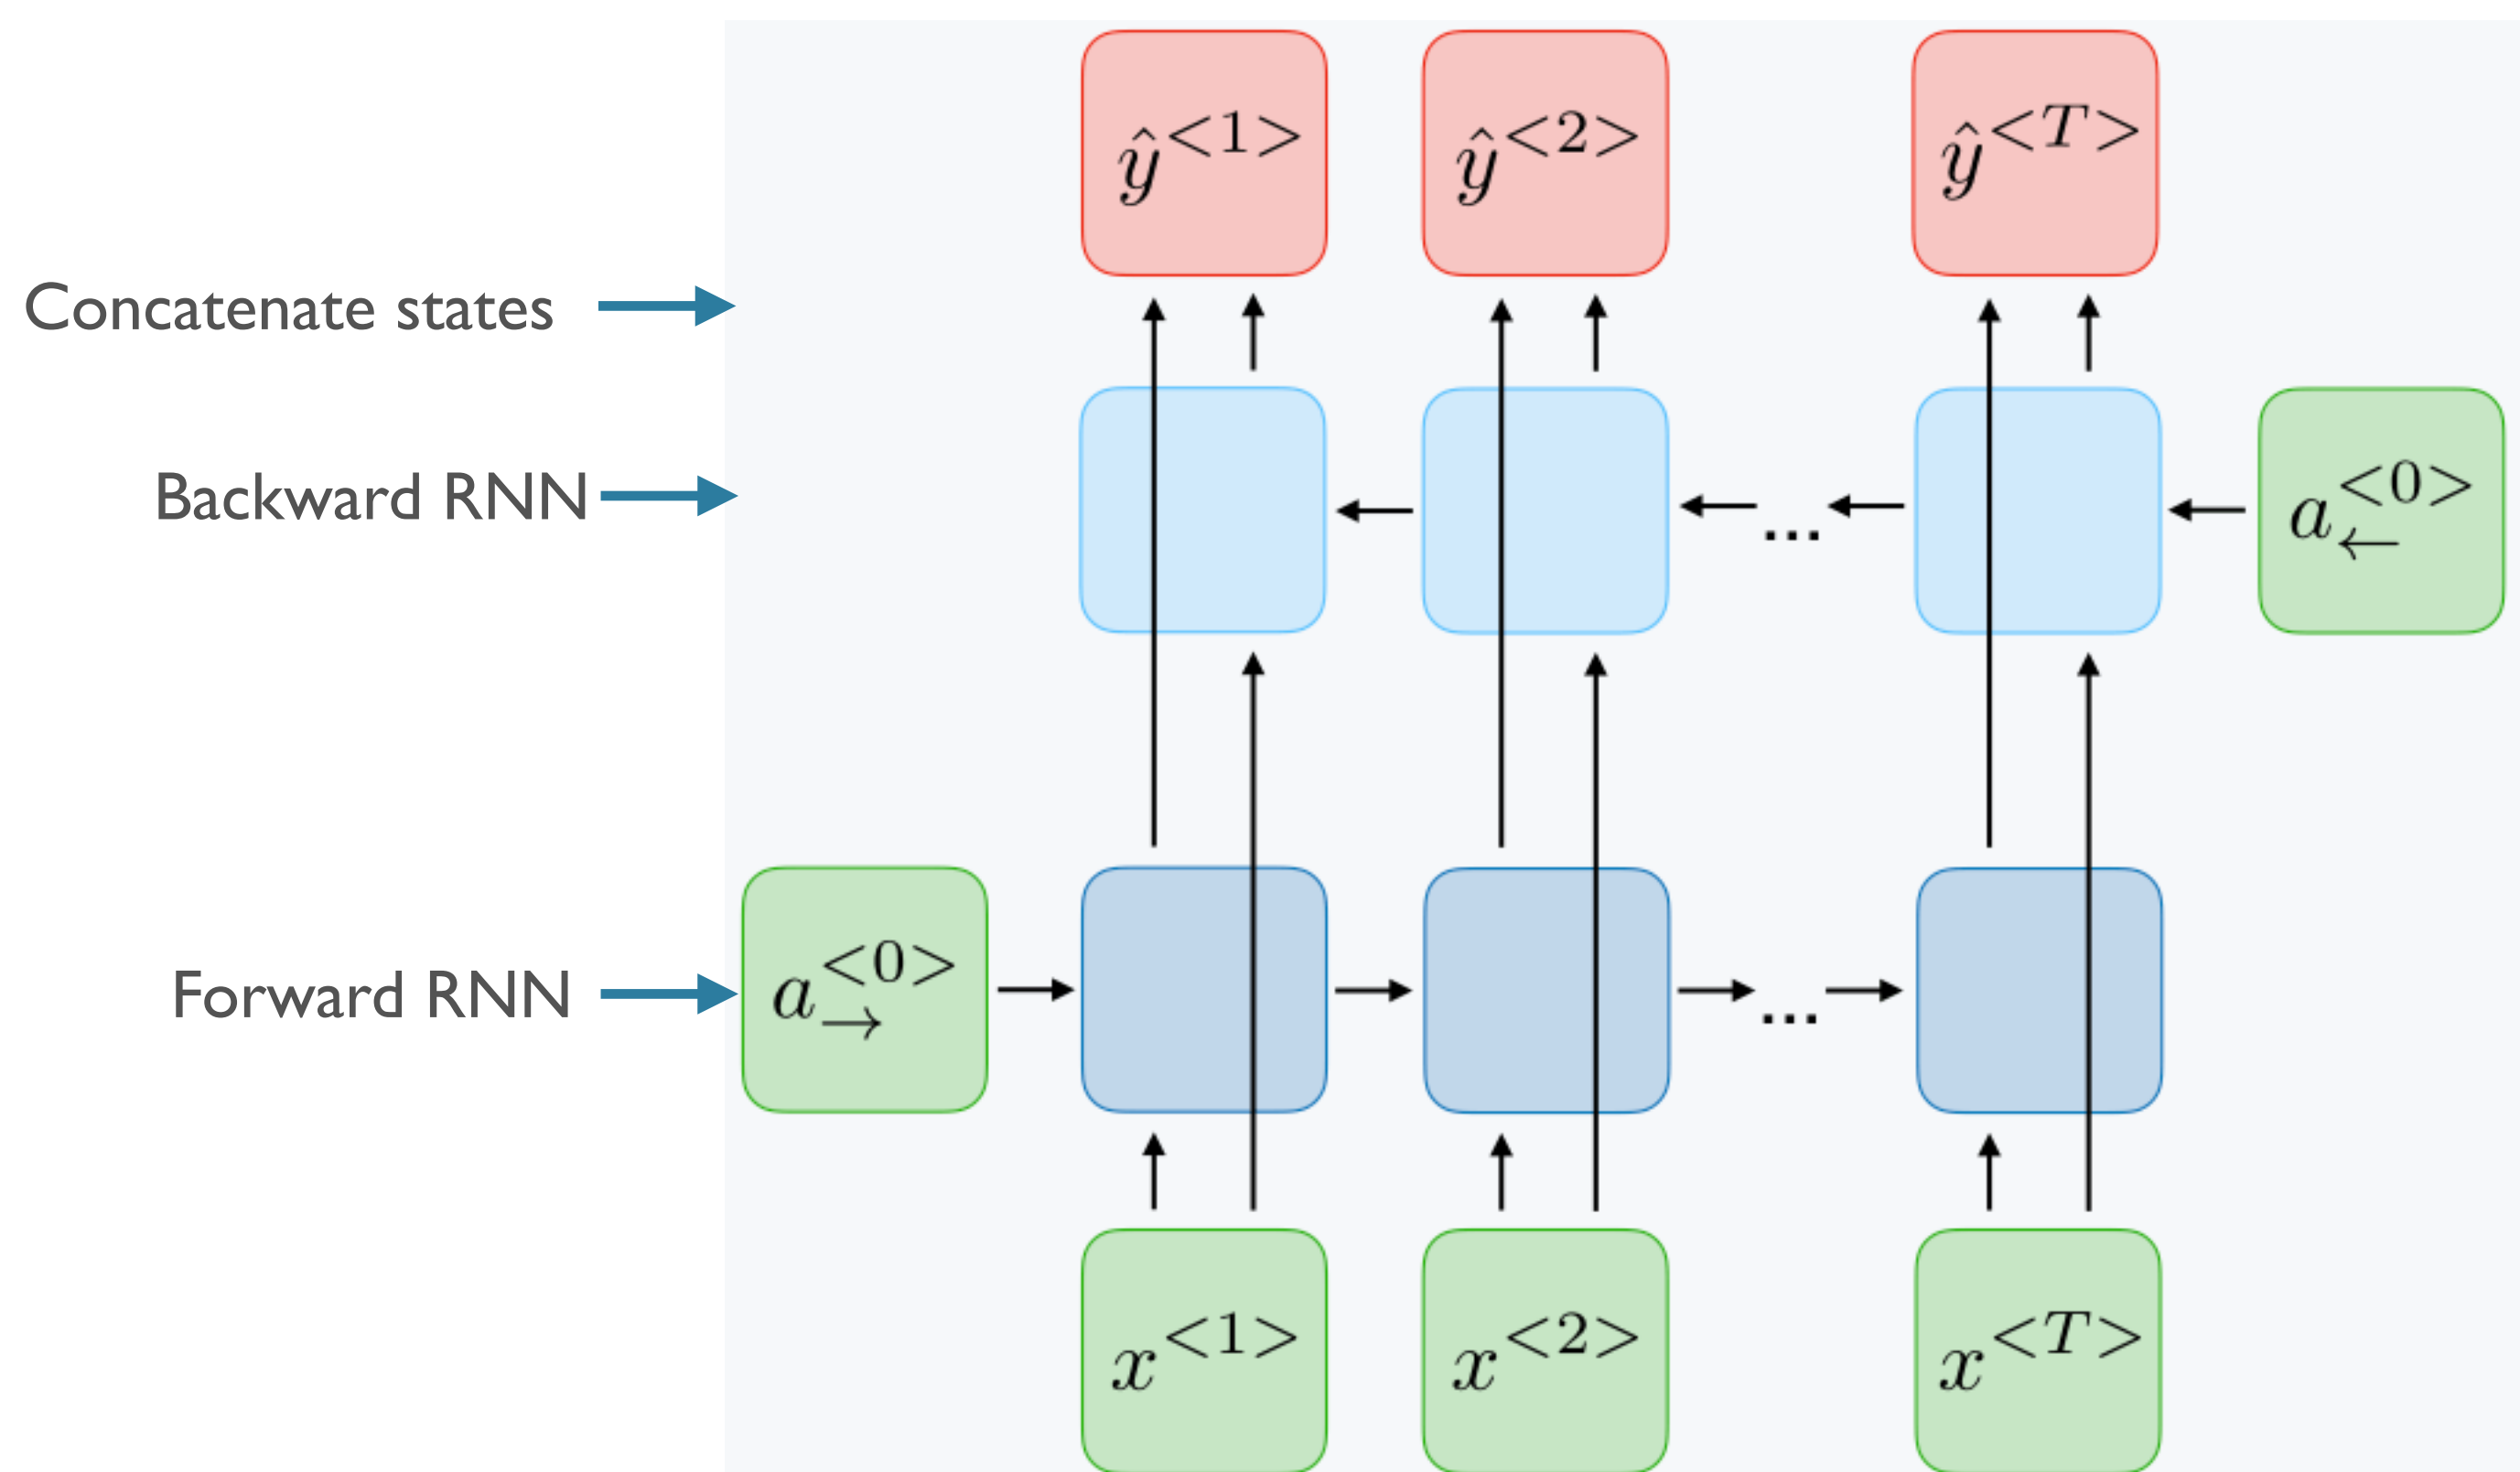 ŷ<1> ŷ<2> ŷ<T>
Concatenate states
Backward RNN
... a←<0>
Forward RNN
a→<0> ...
x<1> x<2> x<T>